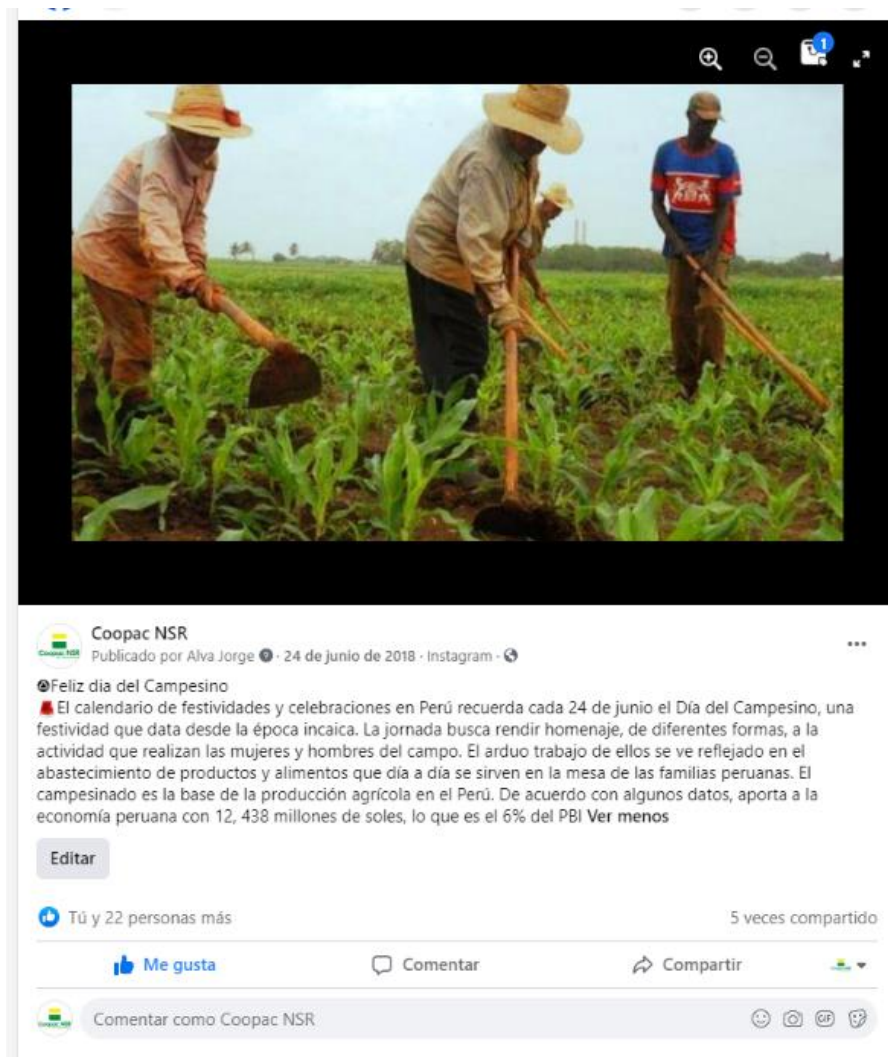 1
Coopac NSR
Publicado por Alva Jorge · 24 de junio de 2018 · Instagram ·
Feliz dia del Campesino
El calendario de festividades y celebraciones en Perú recuerda cada 24 de junio el Día del Campesino, una
festividad que data desde la época incaica. La jornada busca rendir homenaje, de diferentes formas, a la
actividad que realizan las mujeres y hombres del campo. El arduo trabajo de ellos se ve reflejado en el
abastecimiento de productos y alimentos que día a día se sirven en la mesa de las familias peruanas. El
campesinado es la base de la producción agrícola en el Perú. De acuerdo con algunos datos, aporta a la
economía peruana con 12, 438 millones de soles, lo que es el 6% del PBI Ver menos
Editar
Tú y 22 personas más
5 veces compartido
Me gusta
Comentar
Compartir
Comentar como Coopac NSR
GIF